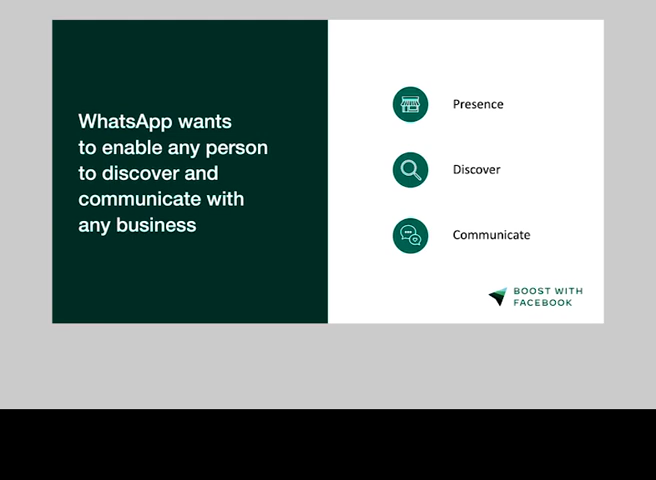 WhatsApp wants
to enable any person
to discover and
communicate with
any business
Presence
Discover
Communicate
BOOST WITH
FACEBOOK